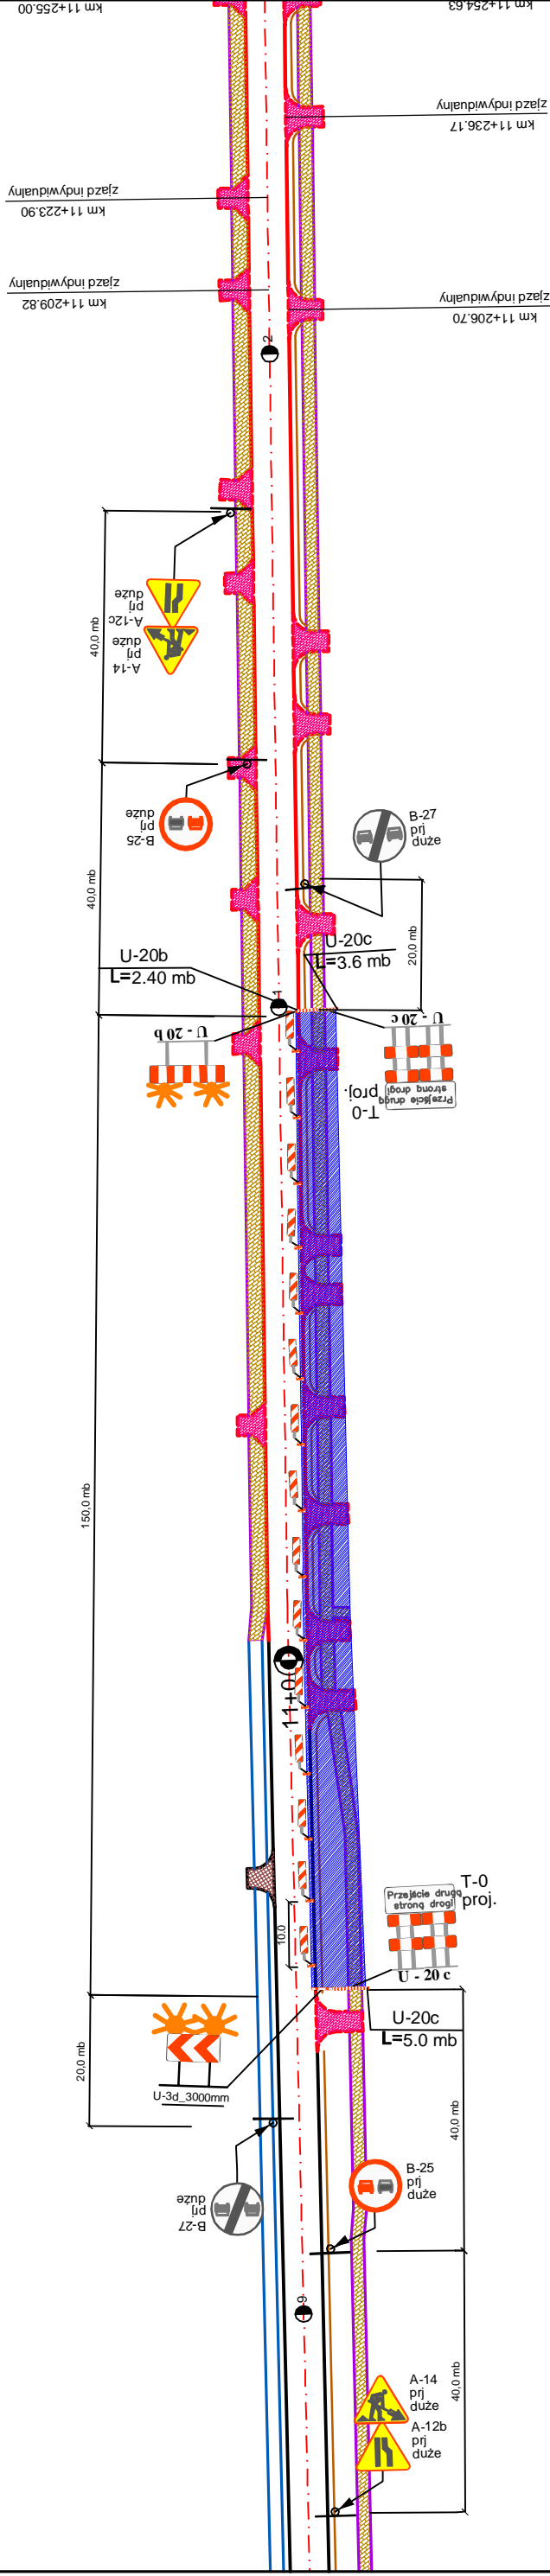 km 11+255.00
km 11+254.63
zjazd indywidualny
km 11+236.17
zjazd indywidualny
km 11+223.90
zjazd indywidualny
km 11+209.82
zjazd indywidualny
km 11+206.70
2
40,0 mb
A-12c
prj
duże
A-14
prj
duże
B-25
prj
duże
40,0 mb
B-27
prj
duże
20,0 mb
U-20b
L=2.40 mb
U-20c
L=3.6 mb
1
U - 20 b
U - 20 c
Przejście drugą
stroną drogi
T-0
proj.
150,0 mb
11+0
10.0
Przejście drugą
stroną drogi
T-0
proj.
U - 20 c
U-20c
L=5.0 mb
U-3d_3000mm
20,0 mb
40,0 mb
B-27
prj
duże
B-25
prj
duże
9
40,0 mb
A-14
prj
duże
A-12b
prj
duże